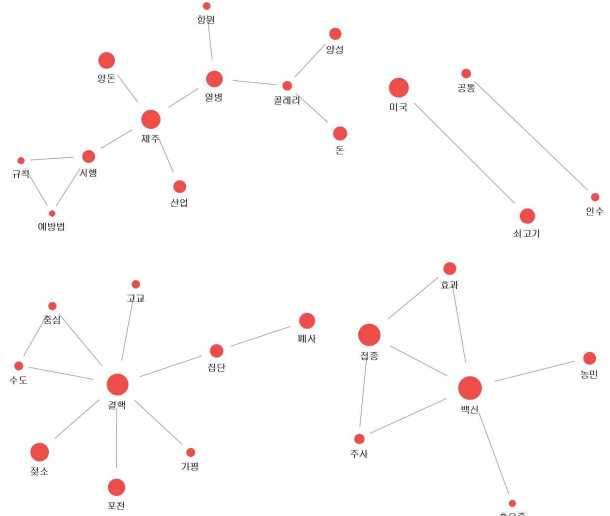 항원
양성
양돈
열병
콜레라
미국
공통
제주
돈
규칙
시행
산업
예방법
인수
쇠고기
고교
효과
중심
폐사
접종
수도
집단
농민
결핵
백신
젖소
가평
주사
포천